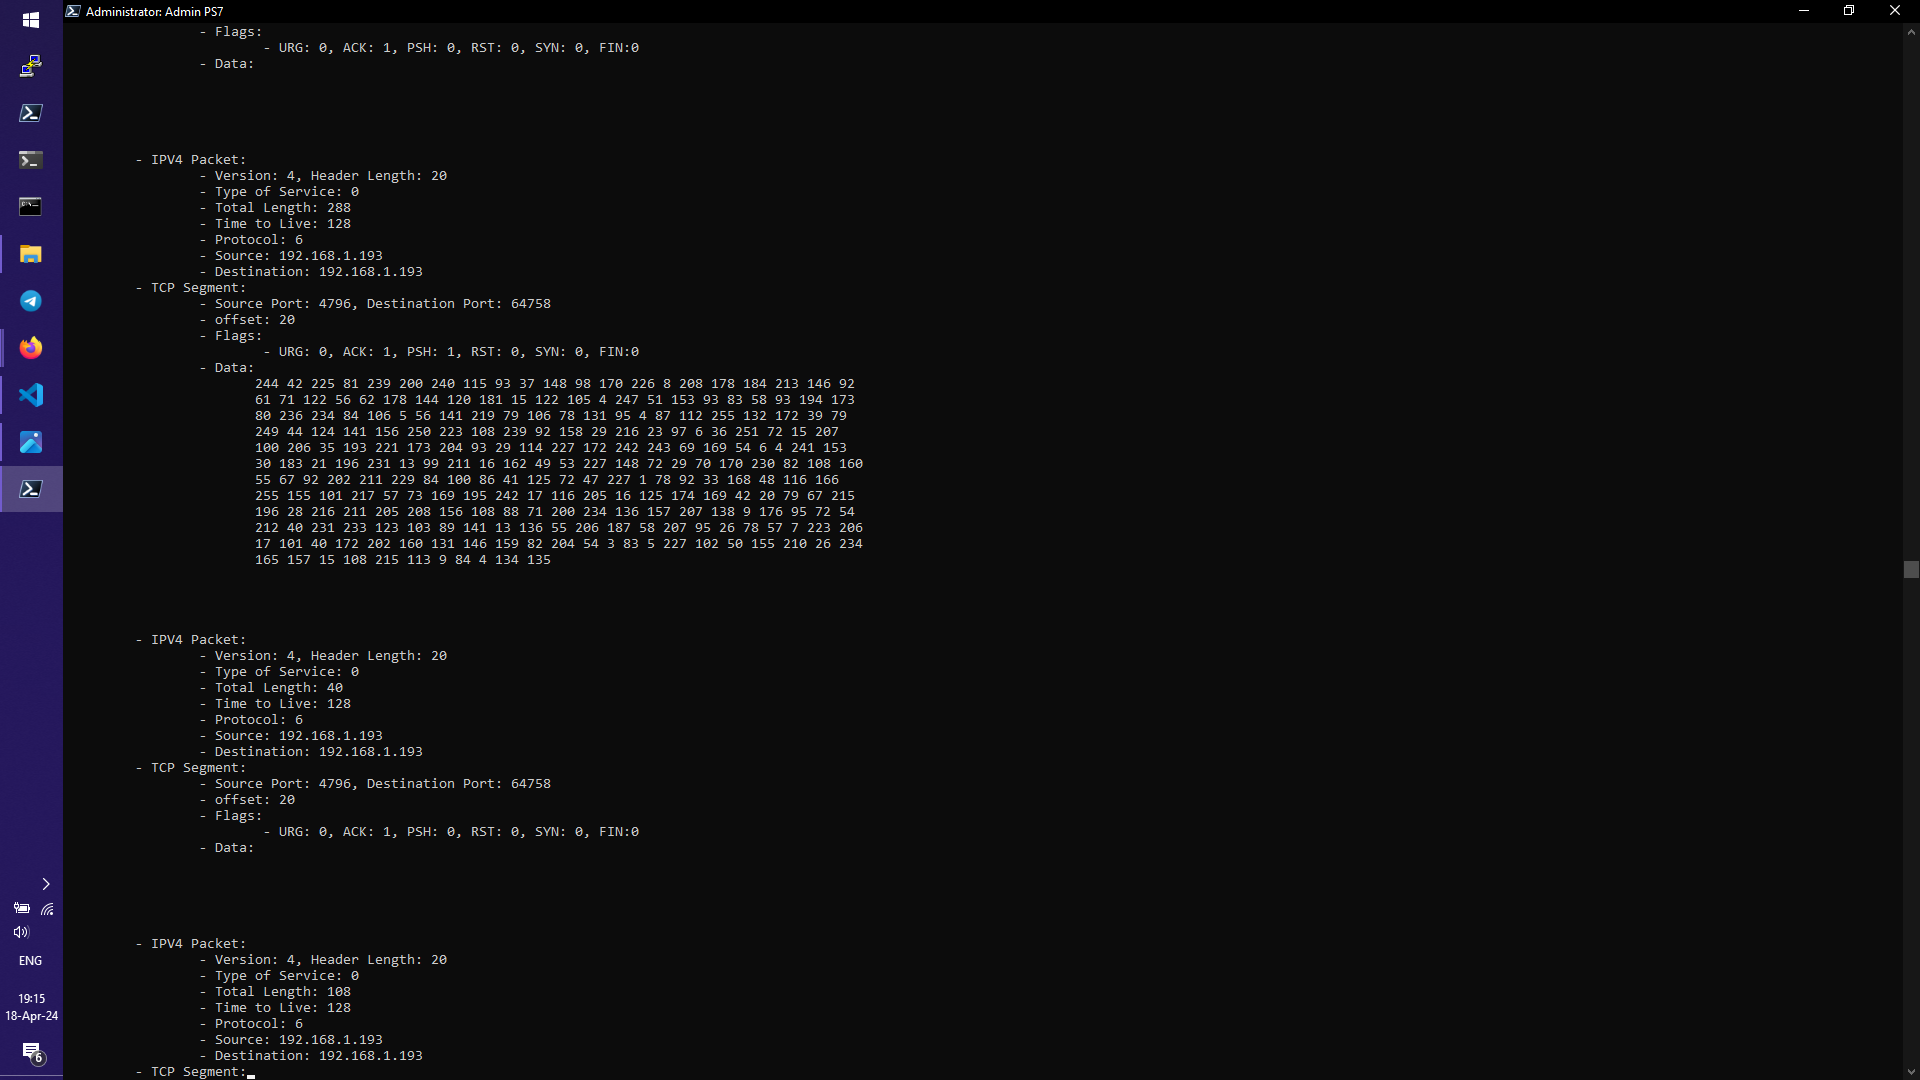 Administrator: Admin PS7
- Flags:
- URG: 0, ACK: 1, PSH: 0, RST: 0, SYN: 0, FIN:0
- Data:
- IPV4 Packet:
- Version: 4, Header Length: 20
- Type of Service: 0
- Total Length: 288
- Time to Live: 128
- Protocol: 6
- Source: 192.168.1.193
- Destination: 192.168.1.193
- TCP Segment:
- Source Port: 4796, Destination Port: 64758
- offset: 20
- Flags:
- URG: 0, ACK: 1, PSH: 1, RST: 0, SYN: 0, FIN:0
- Data:
244 42 225 81 239 200 240 115 93 37 148 98 170 226 8 208 178 184 213 146 92
61 71 122 56 62 178 144 120 181 15 122 105 4 247 51 153 93 83 58 93 194 173
80 236 234 84 106 5 56 141 219 79 106 78 131 95 4 87 112 255 132 172 39 79
249 44 124 141 156 250 223 108 239 92 158 29 216 23 97 6 36 251 72 15 207
100 206 35 193 221 173 204 93 29 114 227 172 242 243 69 169 54 6 4 241 153
30 183 21 196 231 13 99 211 16 162 49 53 227 148 72 29 70 170 230 82 108 160
55 67 92 202 211 229 84 100 86 41 125 72 47 227 1 78 92 33 168 48 116 166
255 155 101 217 57 73 169 195 242 17 116 205 16 125 174 169 42 20 79 67 215
196 28 216 211 205 208 156 108 88 71 200 234 136 157 207 138 9 176 95 72 54
212 40 231 233 123 103 89 141 13 136 55 206 187 58 207 95 26 78 57 7 223 206
17 101 40 172 202 160 131 146 159 82 204 54 3 83 5 227 102 50 155 210 26 234
165 157 15 108 215 113 9 84 4 134 135
- IPV4 Packet:
- Version: 4, Header Length: 20
- Type of Service: 0
- Total Length: 40
- Time to Live: 128
- Protocol: 6
- Source: 192.168.1.193
- Destination: 192.168.1.193
- TCP Segment:
- Source Port: 4796, Destination Port: 64758
- offset: 20
- Flags:
- URG: 0, ACK: 1, PSH: 0, RST: 0, SYN: 0, FIN:0
- Data:
- IPV4 Packet:
- Version: 4, Header Length: 20
- Type of Service: 0
- Total Length: 108
- Time to Live: 128
- Protocol: 6
- Source: 192.168.1.193
- Destination: 192.168.1.193
- TCP Segment:
ENG
19:15
18-Apr-24
6